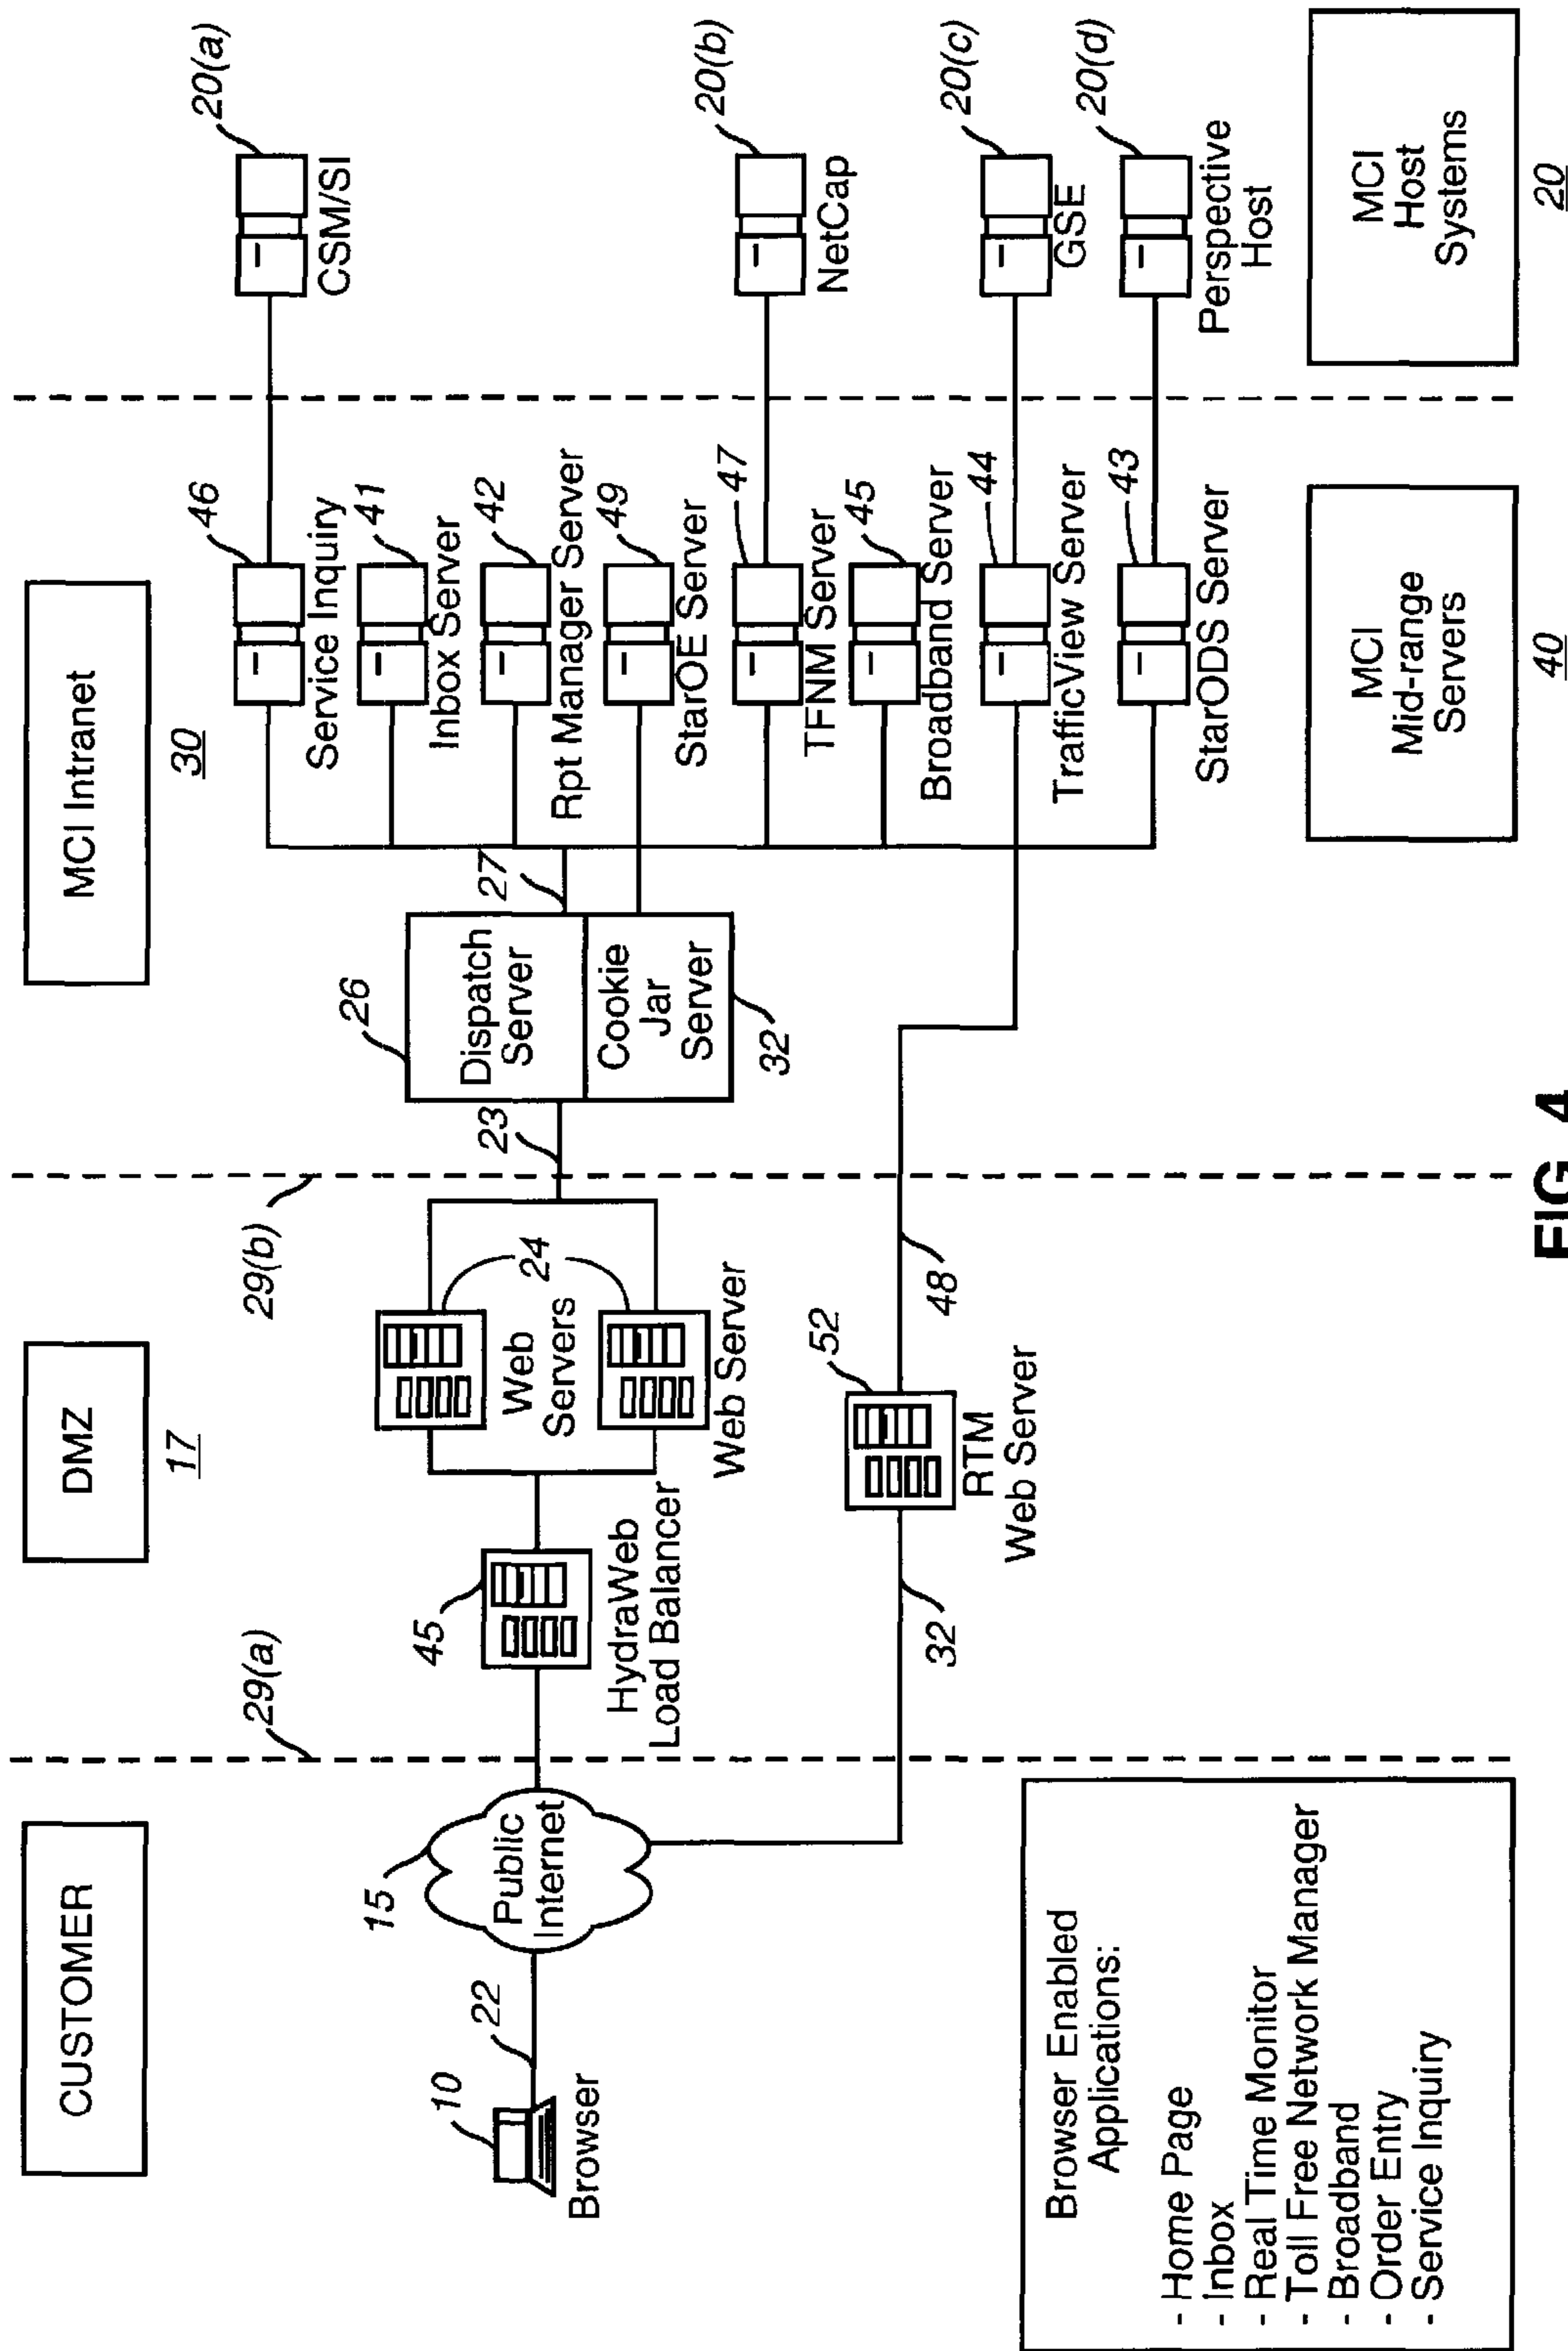 CUSTOMER
DMZ
17
MCI Intranet
30
29(a)
29(b)
10
Browser
22
15
Public
Internet
45
HydraWeb
Load Balancer
24
Web
Servers
Web Server
23
26
Dispatch
Server
Cookie
Jar
Server
32
27
32
52
RTM
Web Server
48
46
Service Inquiry
41
Inbox Server
42
Rpt Manager Server
49
StarOE Server
47
TFNM Server
45
Broadband Server
44
TrafficView Server
43
StarODS Server
20(a)
CSM/SI
20(b)
NetCap
20(c)
GSE
20(d)
Perspective
Host
Browser Enabled
Applications:
- Home Page
- Inbox
- Real Time Monitor
- Toll Free Network Manager
- Broadband
- Order Entry
- Service Inquiry
MCI
Mid-range
Servers
40
MCI
Host
Systems
20
FIG. 4